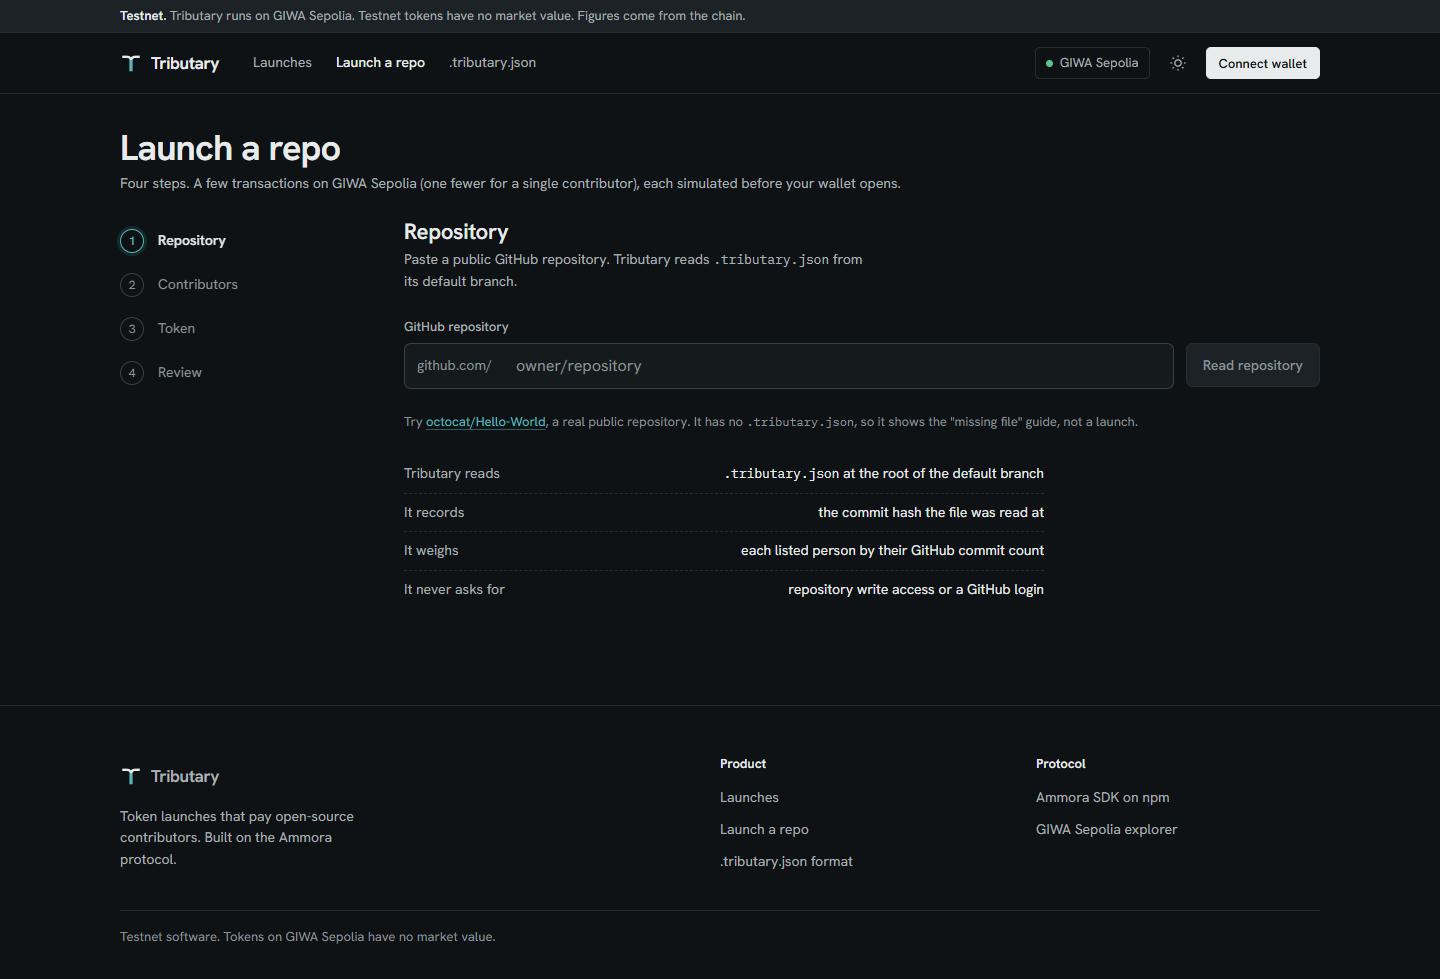 Testnet. Tributary runs on GIWA Sepolia. Testnet tokens have no market value. Figures come from the chain.
Tributary
Launches
Launch a repo
.tributary.json
GIWA Sepolia
Connect wallet
Launch a repo
Four steps. A few transactions on GIWA Sepolia (one fewer for a single contributor), each simulated before your wallet opens.
1 Repository
2 Contributors
3 Token
4 Review
Repository
Paste a public GitHub repository. Tributary reads .tributary.json from
its default branch.
GitHub repository
github.com/ owner/repository
Read repository
Try octocat/Hello-World, a real public repository. It has no .tributary.json, so it shows the "missing file" guide, not a launch.
Tributary reads .tributary.json at the root of the default branch
It records the commit hash the file was read at
It weighs each listed person by their GitHub commit count
It never asks for repository write access or a GitHub login
Tributary
Token launches that pay open-source
contributors. Built on the Ammora
protocol.
Product
Launches
Launch a repo
.tributary.json format
Protocol
Ammora SDK on npm
GIWA Sepolia explorer
Testnet software. Tokens on GIWA Sepolia have no market value.